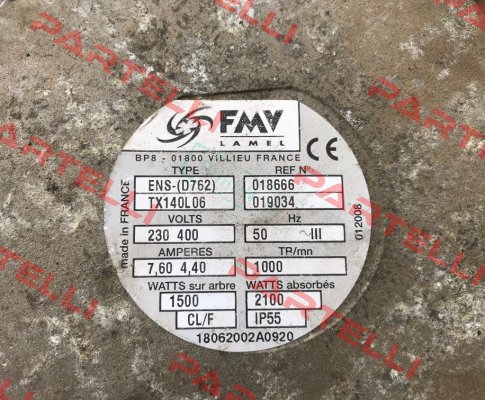 FMV
LAMEL
BP8 - 01800 VILLIEU FRANCE
CE
TYPE REF N°
ENS-(D762) 018666
TX140L06 019034
VOLTS Hz
230 400 50 III
AMPERES TR/mn
7,60 4,40 1000
WATTS sur arbre WATTS absorbés
1500 2100
CL/F IP55
18062002A0920
made in FRANCE
012008
PARTELLI
PARTELLI
PARTELLI
PARTELLI
PARTELLI